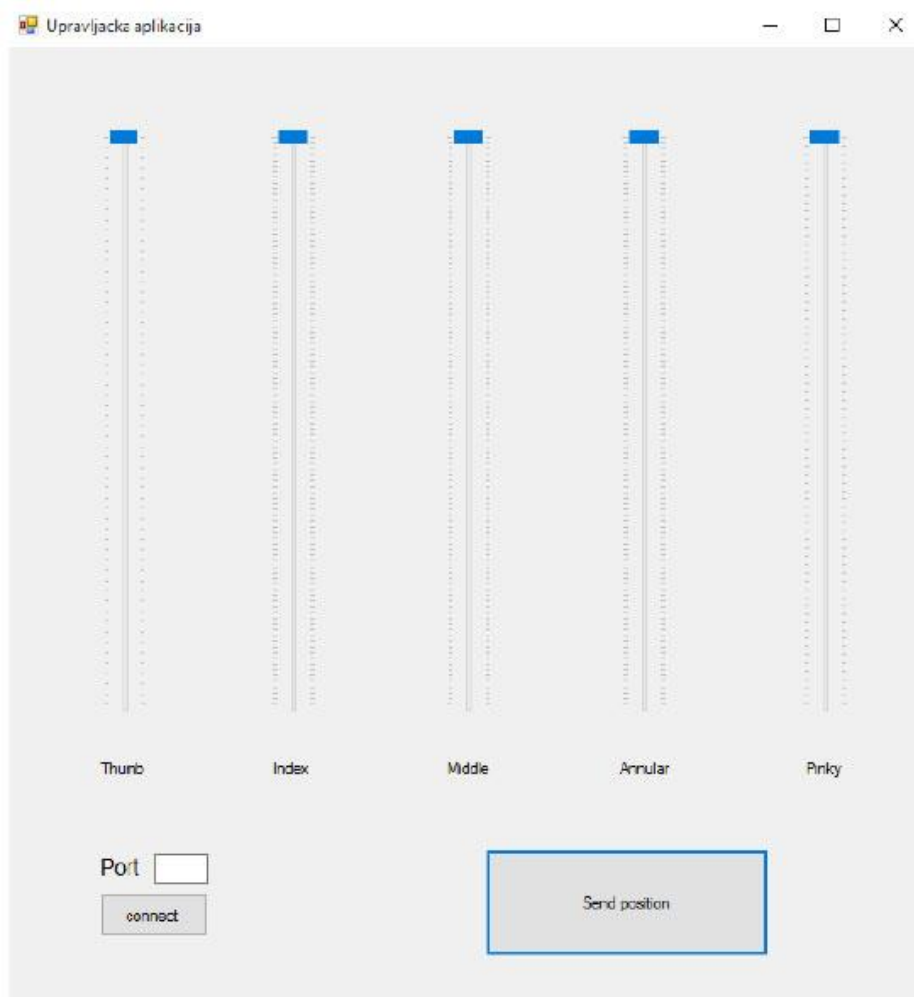 Upravljacka aplikacija
Thumb
Index
Middle
Annular
Pinky
Port
connect
Send position